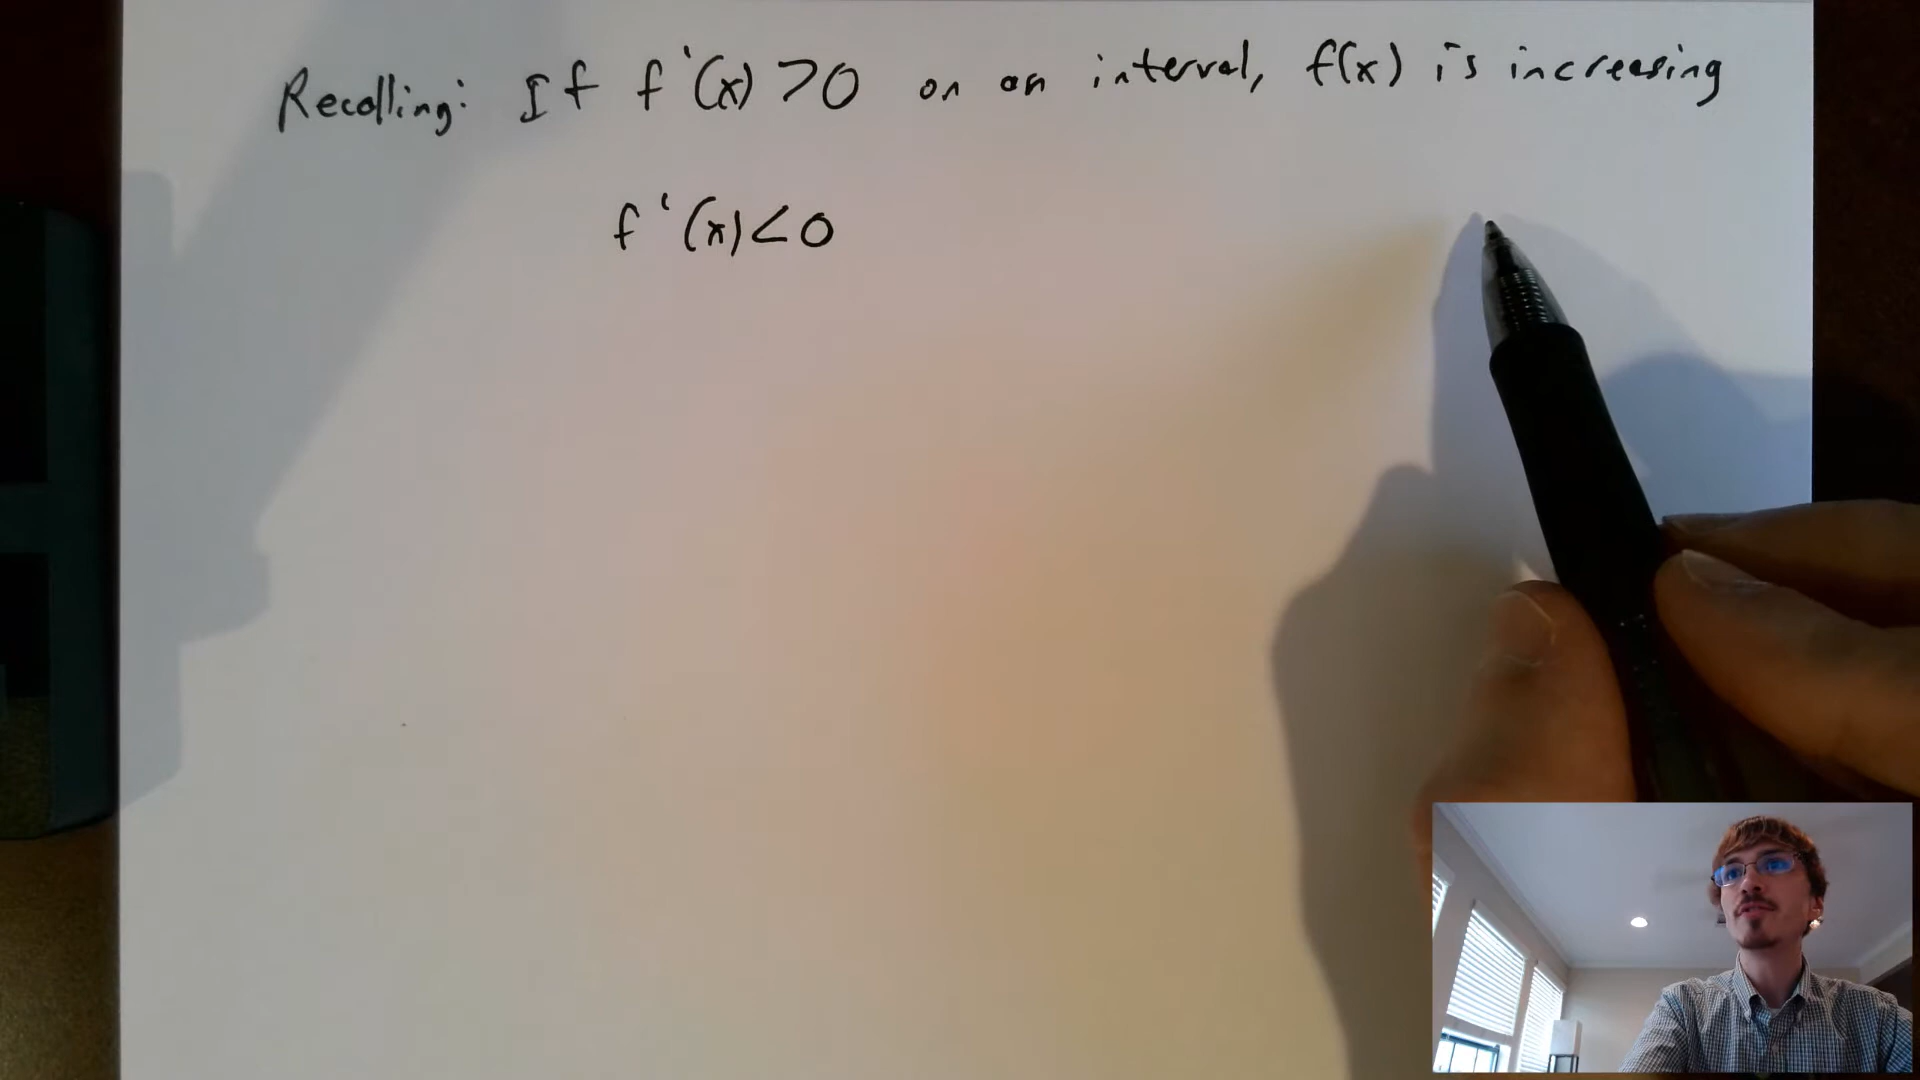 Recalling: If f'(x) >0 on an interval, f(x) is increasing
f'(x)<0